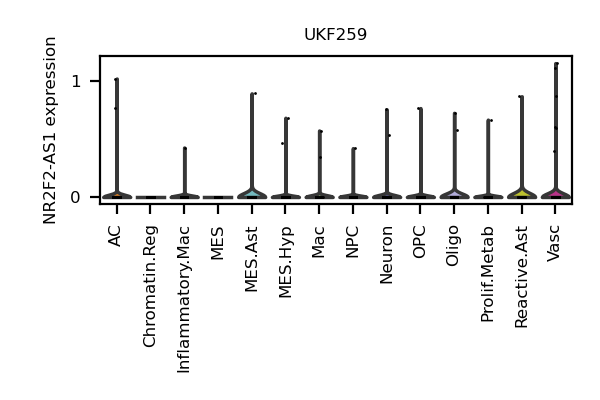 UKF259
NR2F2-AS1 expression
1
0
AC
Chromatin.Reg
Inflammatory.Mac
MES
MES.Ast
MES.Hyp
Mac
NPC
Neuron
OPC
Oligo
Prolif.Metab
Reactive.Ast
Vasc